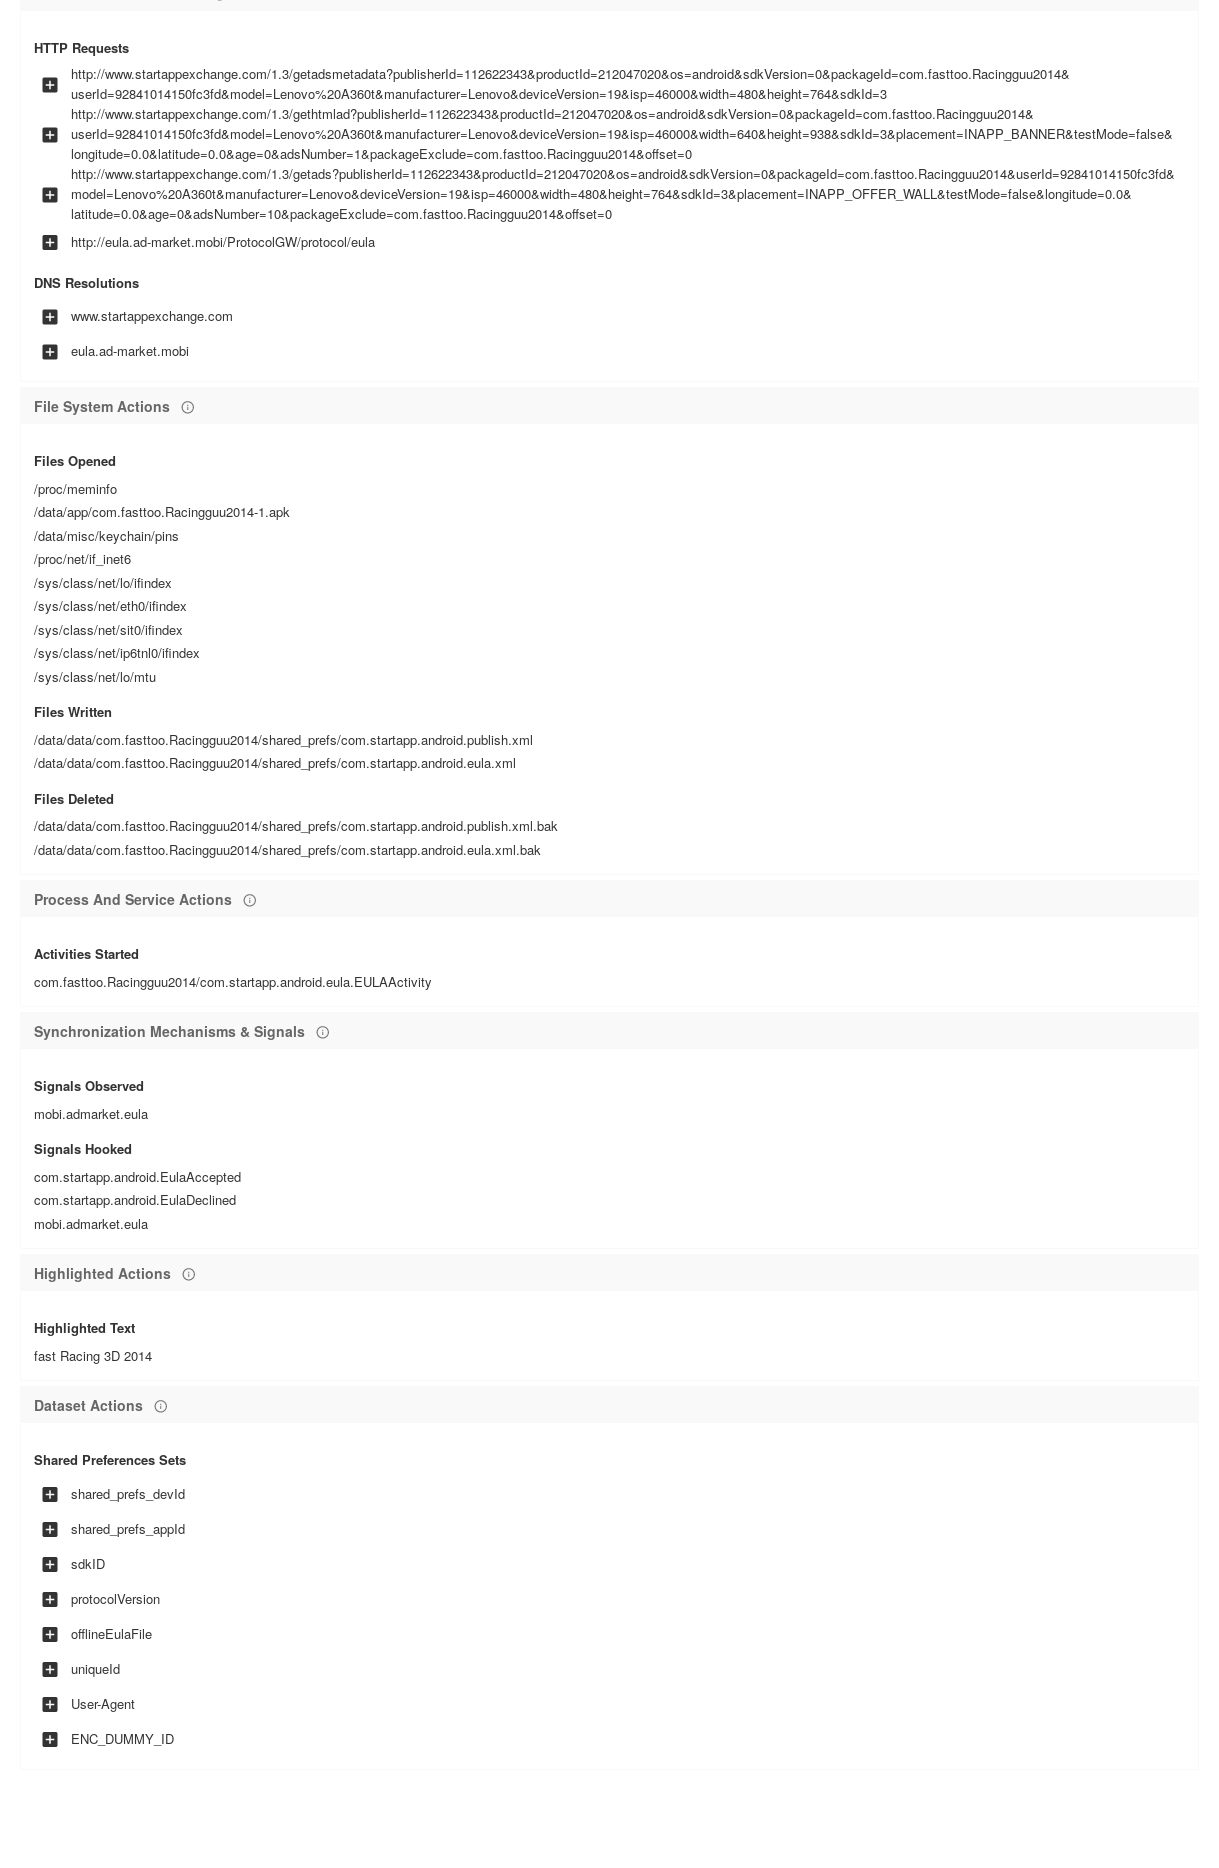 HTTP Requests
http://www.startappexchange.com/1.3/getadsmetadata?publisherId=112622343&productId=212047020&os=android&sdkVersion=0&packageId=com.fasttoo.Racingguu2014&
userId=92841014150fc3fd&model=Lenovo%20A360t&manufacturer=Lenovo&deviceVersion=19&isp=46000&width=480&height=764&sdkId=3
http://www.startappexchange.com/1.3/gethtmlad?publisherId=112622343&productId=212047020&os=android&sdkVersion=0&packageId=com.fasttoo.Racingguu2014&
userId=92841014150fc3fd&model=Lenovo%20A360t&manufacturer=Lenovo&deviceVersion=19&isp=46000&width=640&height=938&sdkId=3&placement=INAPP_BANNER&testMode=false&
longitude=0.0&latitude=0.0&age=0&adsNumber=1&packageExclude=com.fasttoo.Racingguu2014&offset=0
http://www.startappexchange.com/1.3/getads?publisherId=112622343&productId=212047020&os=android&sdkVersion=0&packageId=com.fasttoo.Racingguu2014&userId=92841014150fc3fd&
model=Lenovo%20A360t&manufacturer=Lenovo&deviceVersion=19&isp=46000&width=480&height=764&sdkId=3&placement=INAPP_OFFER_WALL&testMode=false&longitude=0.0&
latitude=0.0&age=0&adsNumber=10&packageExclude=com.fasttoo.Racingguu2014&offset=0
http://eula.ad-market.mobi/ProtocolGW/protocol/eula
DNS Resolutions
www.startappexchange.com
eula.ad-market.mobi
File System Actions
Files Opened
/proc/meminfo
/data/app/com.fasttoo.Racingguu2014-1.apk
/data/misc/keychain/pins
/proc/net/if_inet6
/sys/class/net/lo/ifindex
/sys/class/net/eth0/ifindex
/sys/class/net/sit0/ifindex
/sys/class/net/ip6tnl0/ifindex
/sys/class/net/lo/mtu
Files Written
/data/data/com.fasttoo.Racingguu2014/shared_prefs/com.startapp.android.publish.xml
/data/data/com.fasttoo.Racingguu2014/shared_prefs/com.startapp.android.eula.xml
Files Deleted
/data/data/com.fasttoo.Racingguu2014/shared_prefs/com.startapp.android.publish.xml.bak
/data/data/com.fasttoo.Racingguu2014/shared_prefs/com.startapp.android.eula.xml.bak
Process And Service Actions
Activities Started
com.fasttoo.Racingguu2014/com.startapp.android.eula.EULAActivity
Synchronization Mechanisms & Signals
Signals Observed
mobi.admarket.eula
Signals Hooked
com.startapp.android.EulaAccepted
com.startapp.android.EulaDeclined
mobi.admarket.eula
Highlighted Actions
Highlighted Text
fast Racing 3D 2014
Dataset Actions
Shared Preferences Sets
shared_prefs_devId
shared_prefs_appId
sdkID
protocolVersion
offlineEulaFile
uniqueId
User-Agent
ENC_DUMMY_ID